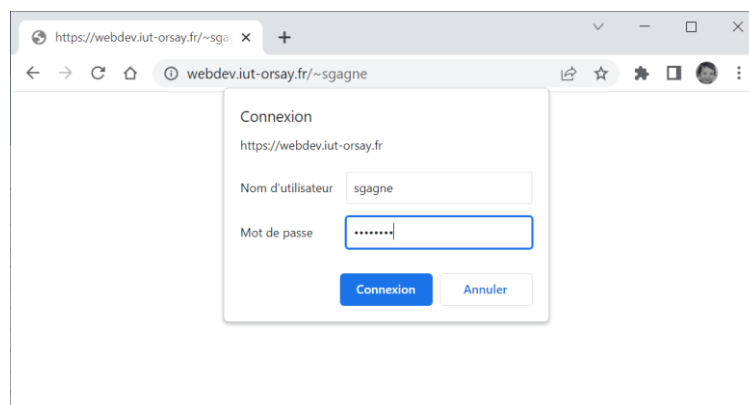 https://webdev.iut-orsay.fr/~sga
webdev.iut-orsay.fr/~sgagne
Connexion
https://webdev.iut-orsay.fr
Nom d'utilisateur sgagne
Mot de passe ••••••••
Connexion Annuler